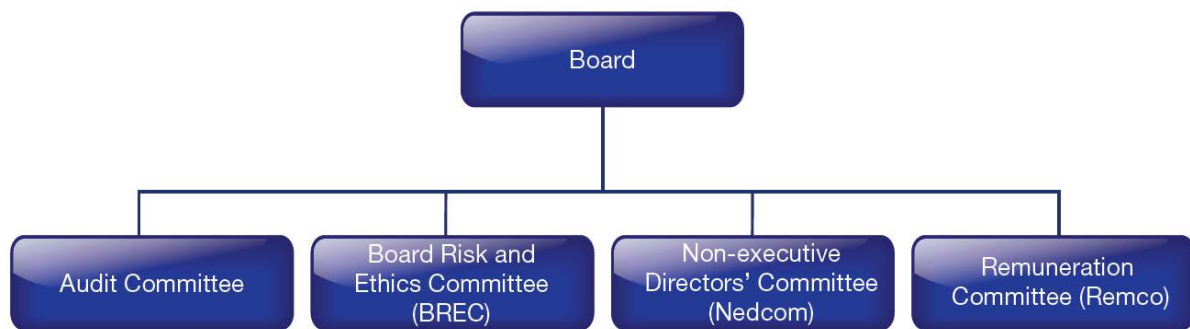 Board
Audit Committee
Board Risk and
Ethics Committee
(BREC)
Non-executive
Directors’ Committee
(Nedcom)
Remuneration
Committee (Remco)